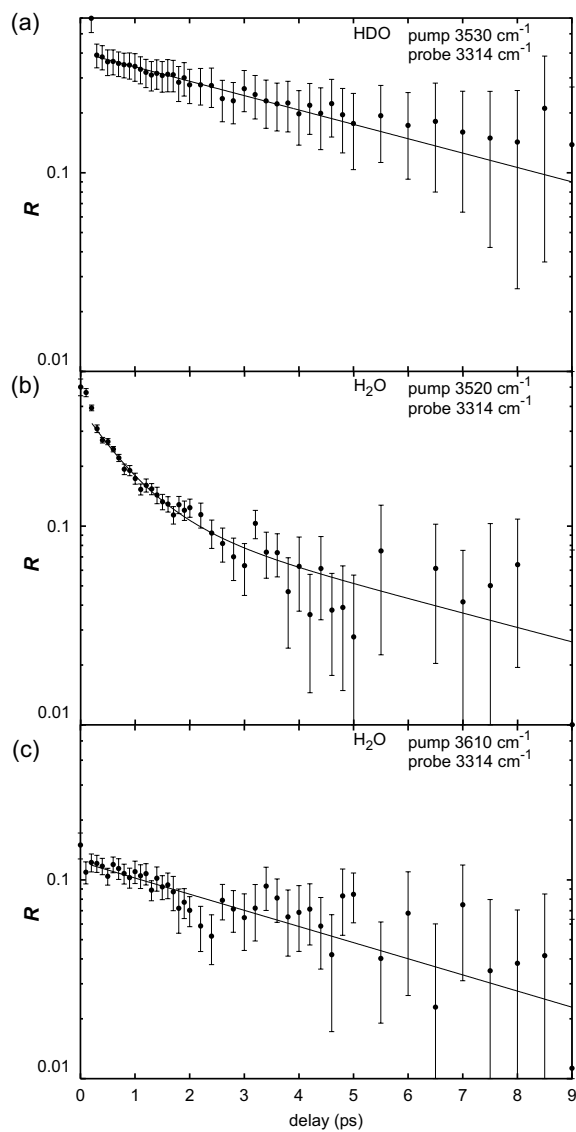 (a)
HDO pump 3530 cm⁻¹
probe 3314 cm⁻¹
0.1
R
0.01
(b)
H₂O pump 3520 cm⁻¹
probe 3314 cm⁻¹
0.1
R
0.01
(c)
H₂O pump 3610 cm⁻¹
probe 3314 cm⁻¹
0.1
R
0.01
0 1 2 3 4 5 6 7 8 9
delay (ps)